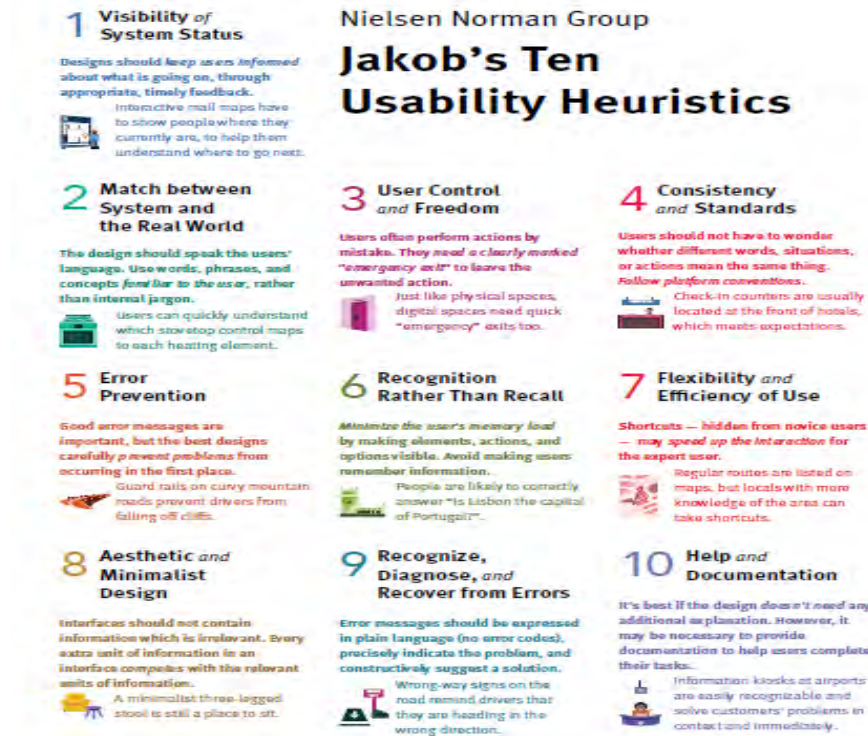 1 Visibility of
System Status
Designs should keep users informed
about what is going on, through
appropriate, timely feedback.
Interactive mall maps have
to show people where they
currently are, to help them
understand where to go next.
Nielsen Norman Group
Jakob's Ten
Usability Heuristics
2 Match between
System and
the Real World
The design should speak the users'
language. Use words, phrases, and
concepts familiar to the user, rather
than internal jargon.
Users can quickly understand
which stovetop control maps
to each heating element.
3 User Control
and Freedom
Users often perform actions by
mistake. They need a clearly marked
"emergency exit" to leave the
unwanted action.
Just like physical spaces,
digital spaces need quick
"emergency" exits too.
4 Consistency
and Standards
Users should not have to wonder
whether different words, situations,
or actions mean the same thing.
Follow platform conventions.
Check-in counters are usually
located at the front of hotels,
which meets expectations.
5 Error
Prevention
Good error messages are
important, but the best designs
carefully prevent problems from
occurring in the first place.
Guard rails on curvy mountain
roads prevent drivers from
falling off cliffs.
6 Recognition
Rather Than Recall
Minimize the user's memory load
by making elements, actions, and
options visible. Avoid making users
remember information.
People are likely to correctly
answer "Is Lisbon the capital
of Portugal?".
7 Flexibility and
Efficiency of Use
Shortcuts — hidden from novice users
— may speed up the interaction for
the expert user.
Regular routes are listed on
maps, but locals with more
knowledge of the area can
take shortcuts.
8 Aesthetic and
Minimalist
Design
Interfaces should not contain
information which is irrelevant. Every
extra unit of information in an
interface competes with the relevant
units of information.
A minimalist three-legged
stool is still a place to sit.
9 Recognize,
Diagnose, and
Recover from Errors
Error messages should be expressed
in plain language (no error codes),
precisely indicate the problem, and
constructively suggest a solution.
Wrong-way signs on the
road remind drivers that
they are heading in the
wrong direction.
10 Help and
Documentation
It's best if the design doesn't need any
additional explanation. However, it
may be necessary to provide
documentation to help users complete
their tasks.
Information kiosks at airports
are easily recognizable and
solve customers' problems in
context and immediately.